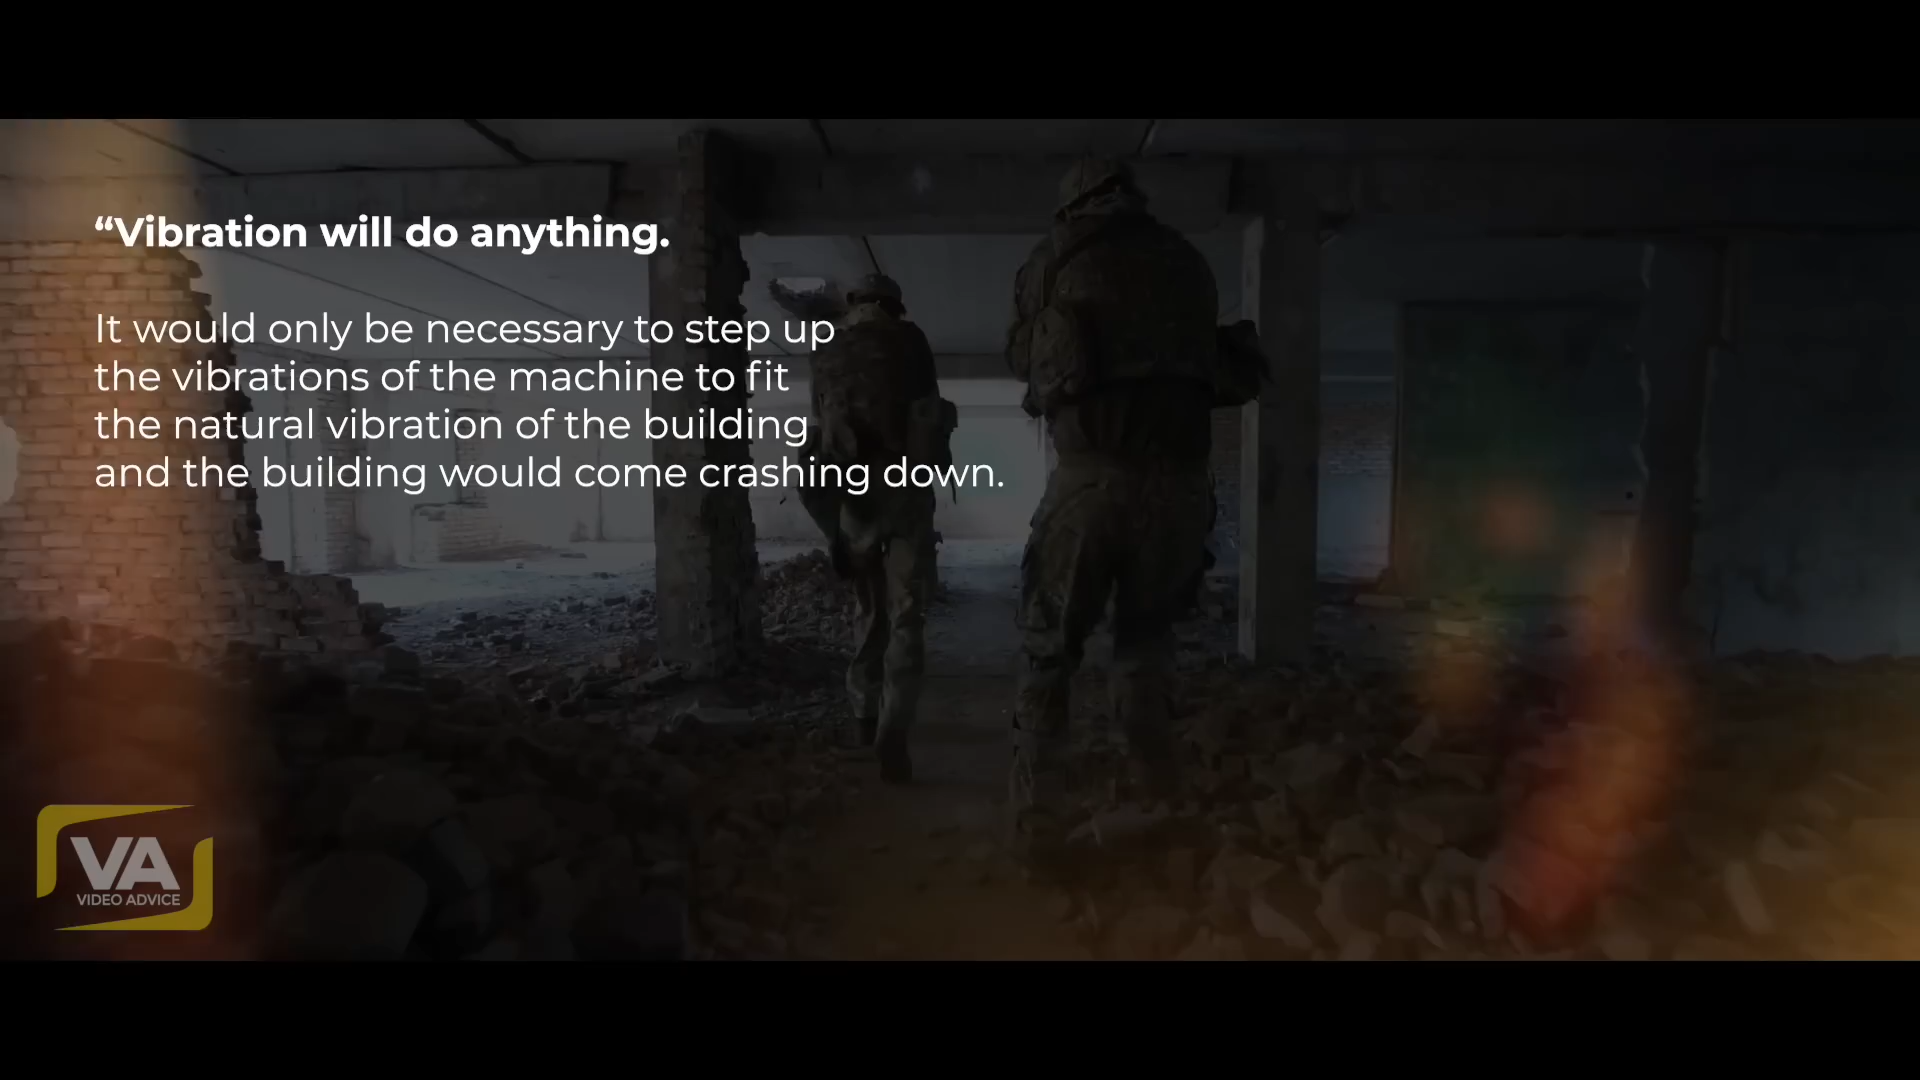 “Vibration will do anything.
It would only be necessary to step up
the vibrations of the machine to fit
the natural vibration of the building
and the building would come crashing down.
VA
VIDEO ADVICE